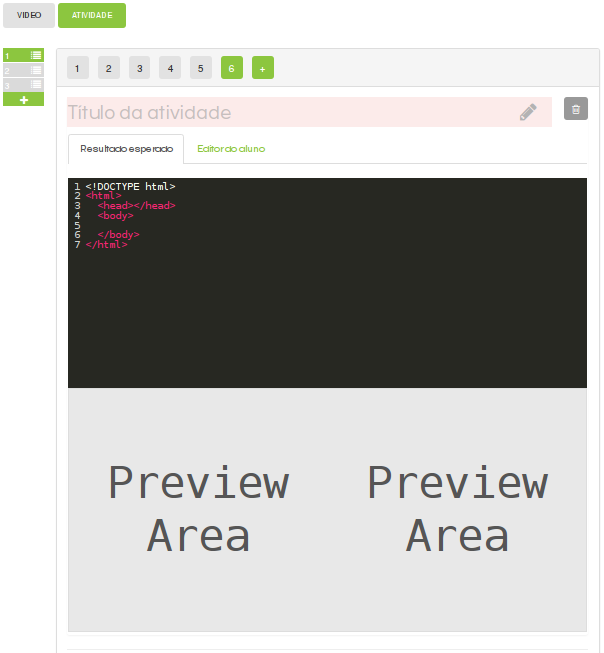 VIDEO ATIVIDADE
1
2
3
+
1 2 3 4 5 6 +
Título da atividade
Resultado esperado Editor do aluno
1 <!DOCTYPE html>
2 <html>
3   <head></head>
4   <body>
5
6   </body>
7 </html>
Preview Preview
Area Area